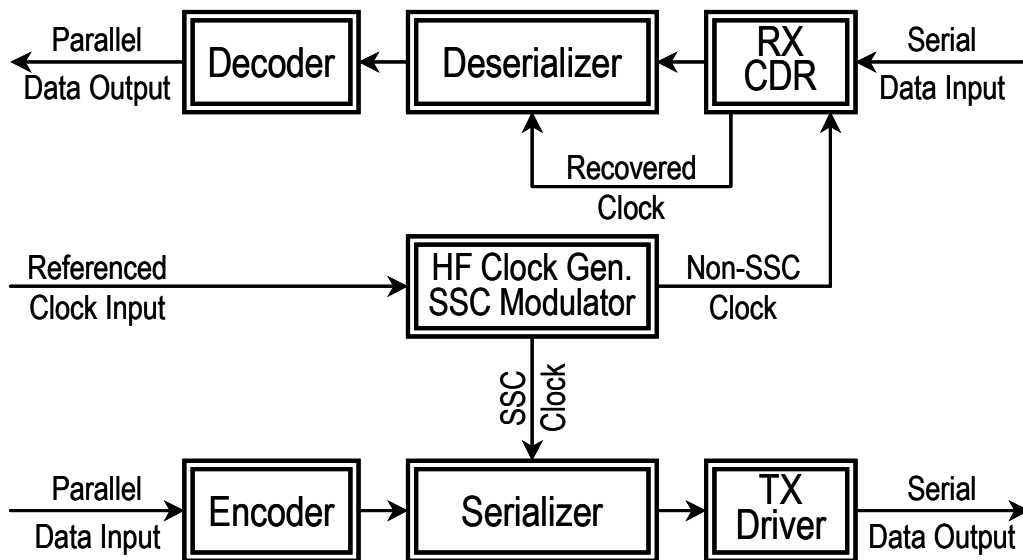 Parallel
Data Output
Decoder
Deserializer
RX
CDR
Serial
Data Input
Recovered
Clock
Referenced
Clock Input
HF Clock Gen.
SSC Modulator
Non-SSC
Clock
SSC
Clock
Parallel
Data Input
Encoder
Serializer
TX
Driver
Serial
Data Output